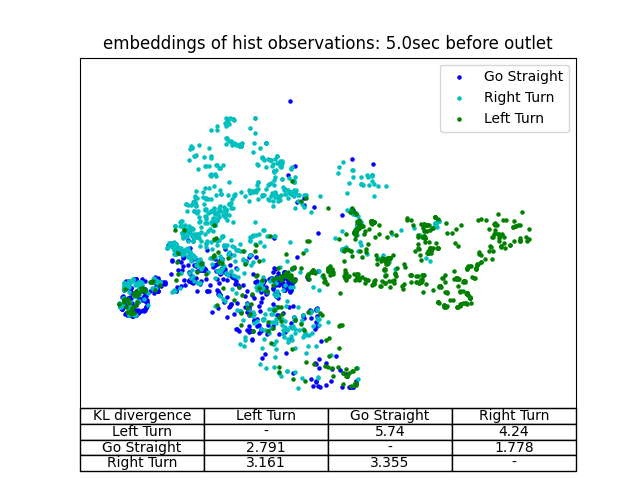 embeddings of hist observations: 5.0sec before outlet
Go Straight
Right Turn
Left Turn
KL divergence Left Turn Go Straight Right Turn
Left Turn - 5.74 4.24
Go Straight 2.791 - 1.778
Right Turn 3.161 3.355 -